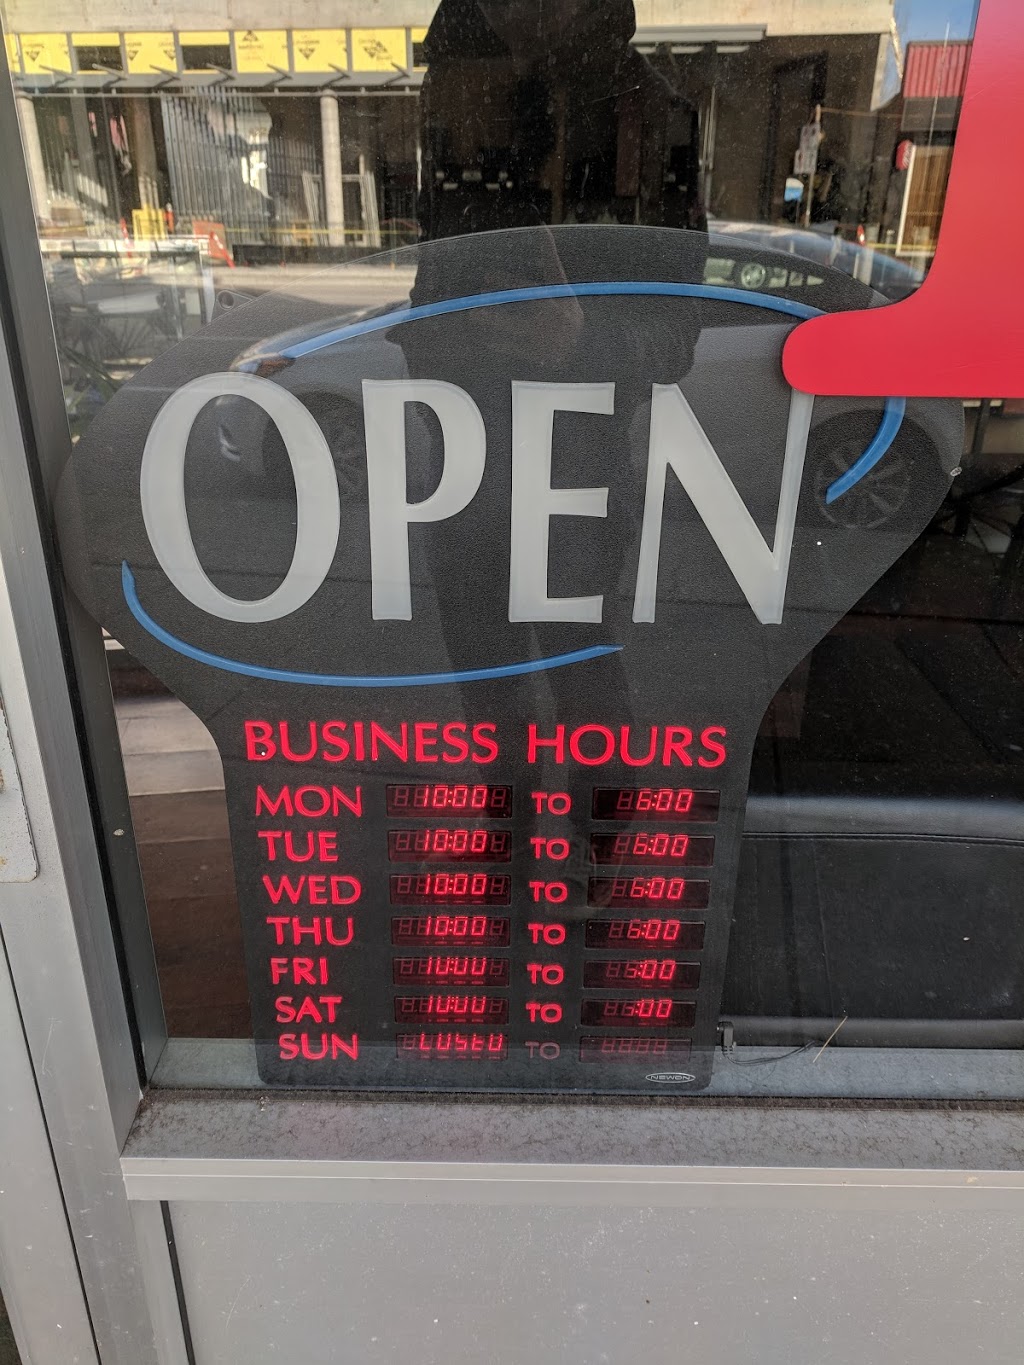 OPEN
BUSINESS HOURS
MON 10:00 TO 6:00
TUE 10:00 TO 6:00
WED 10:00 TO 6:00
THU 10:00 TO 6:00
FRI 10:00 TO 6:00
SAT 10:00 TO 6:00
SUN CLOSED TO
NEWON